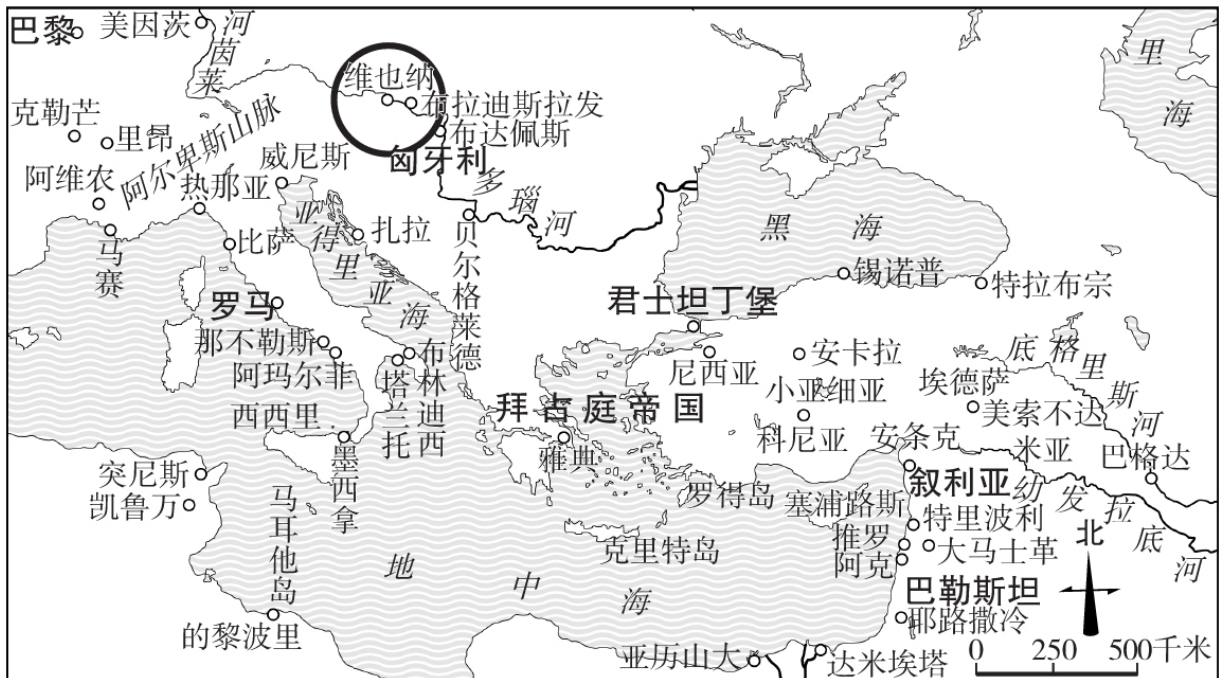 巴黎
美因茨
莱茵河
维也纳
布拉迪斯拉发
布达佩斯
匈牙利
克勒芒
里昂
阿尔卑斯山脉
威尼斯
阿维农
热那亚
多瑙河
里海
马赛
比萨
亚得里亚海
扎拉
贝尔格莱德
黑海
锡诺普
特拉布宗
罗马
君士坦丁堡
那不勒斯
阿玛尔菲
布林迪西
塔兰托
尼西亚
安卡拉
小亚细亚
底格里斯河
埃德萨
西西里
拜占庭帝国
雅典
科尼亚
安条克
美索不达米亚
巴格达
突尼斯
凯鲁万
墨西拿
马耳他岛
罗得岛
塞浦路斯
叙利亚
幼发拉底河
特里波利
克里特岛
推罗
大马士革
阿克
北
地中海
巴勒斯坦
耶路撒冷
的黎波里
亚历山大
达米埃塔
0 250 500千米